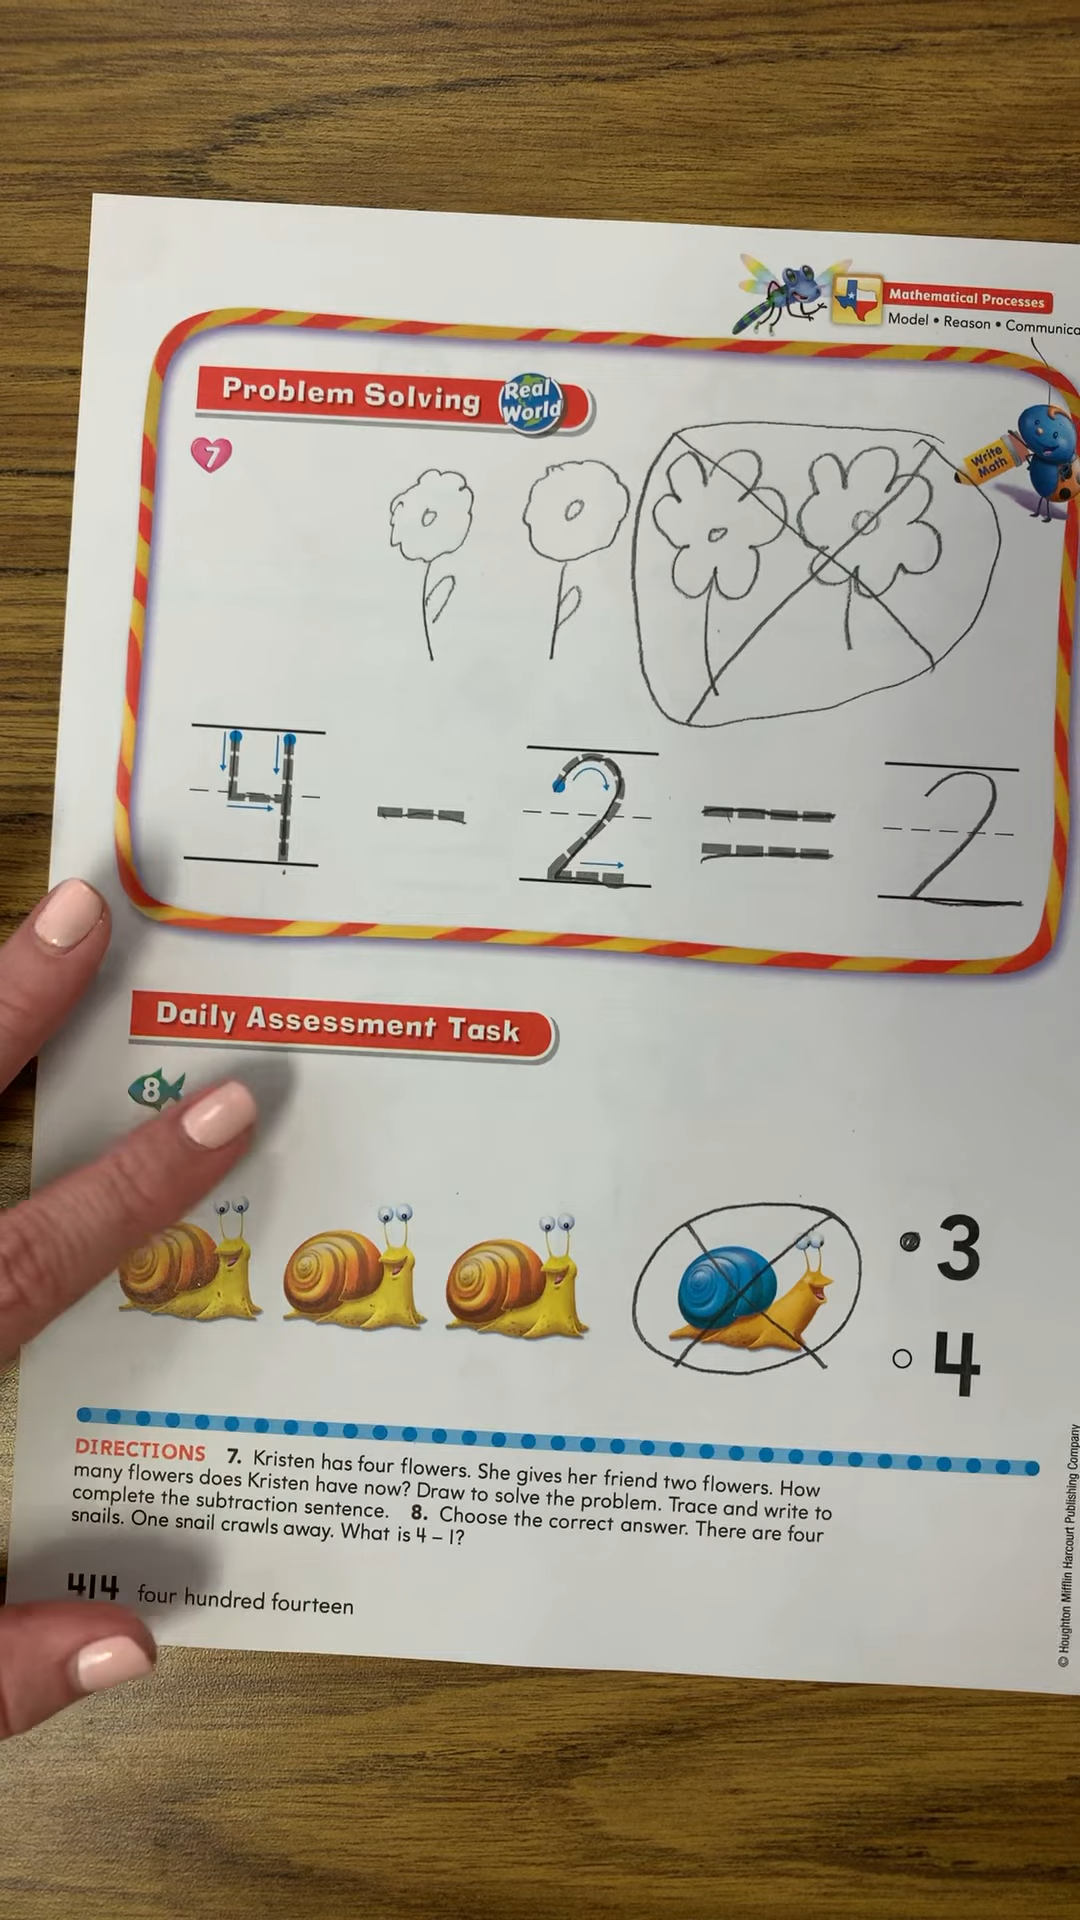 Mathematical Processes
Model • Reason • Communica
Problem Solving Real World
Write Math
7
4 - 2 = 2
Daily Assessment Task
8
3
4
DIRECTIONS 7. Kristen has four flowers. She gives her friend two flowers. How
many flowers does Kristen have now? Draw to solve the problem. Trace and write to
complete the subtraction sentence. 8. Choose the correct answer. There are four
snails. One snail crawls away. What is 4 – 1?
414 four hundred fourteen
© Houghton Mifflin Harcourt Publishing Company